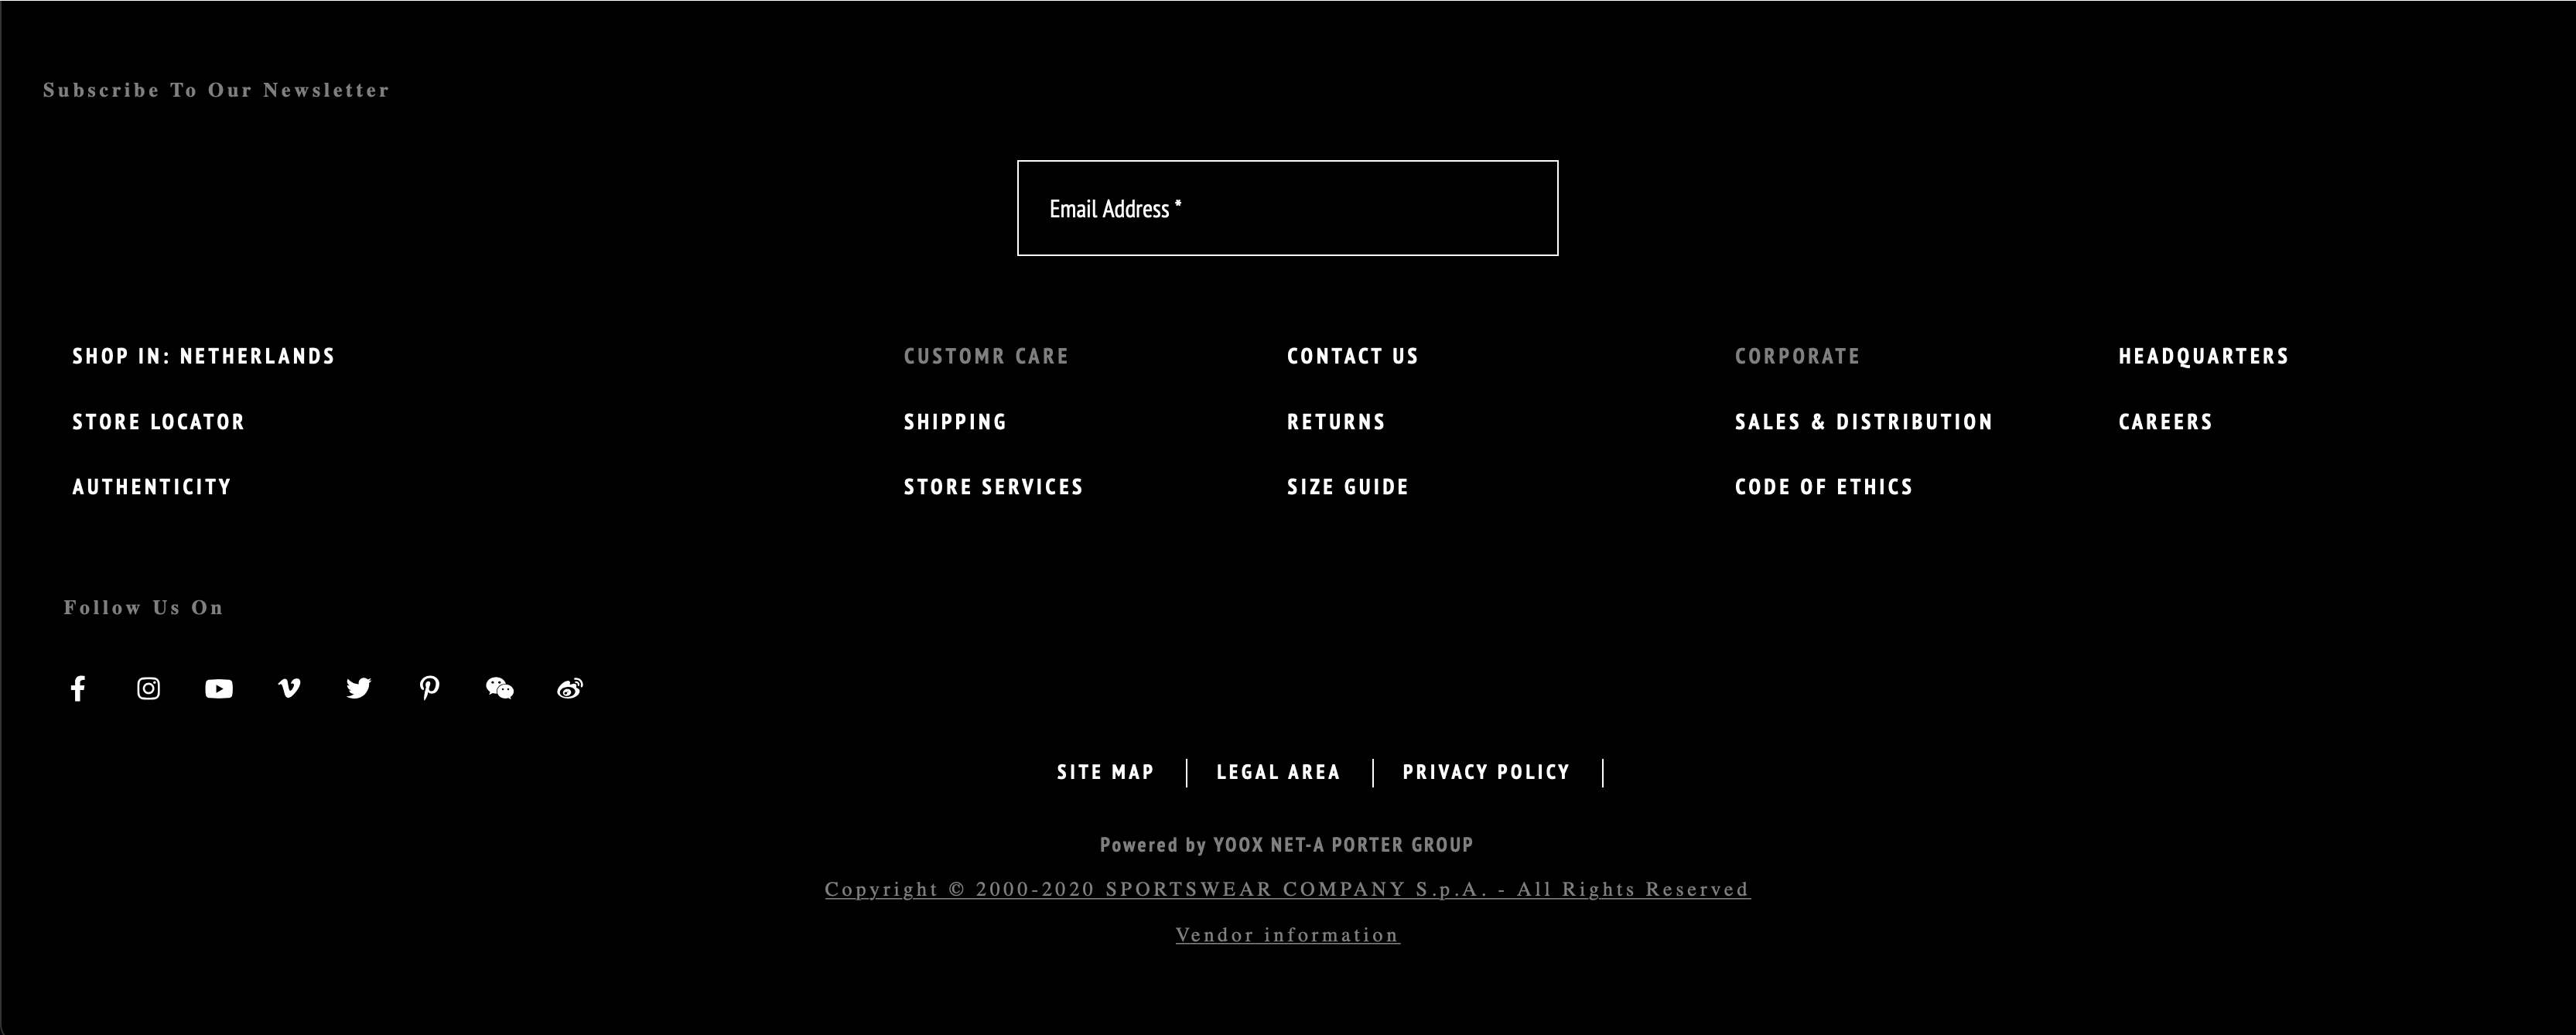 Subscribe To Our Newsletter
Email Address *
SHOP IN: NETHERLANDS
STORE LOCATOR
AUTHENTICITY
CUSTOMR CARE
SHIPPING
STORE SERVICES
CONTACT US
RETURNS
SIZE GUIDE
CORPORATE
SALES & DISTRIBUTION
CODE OF ETHICS
HEADQUARTERS
CAREERS
Follow Us On
SITE MAP | LEGAL AREA | PRIVACY POLICY |
Powered by YOOX NET-A PORTER GROUP
Copyright © 2000-2020 SPORTSWEAR COMPANY S.p.A. - All Rights Reserved
Vendor information